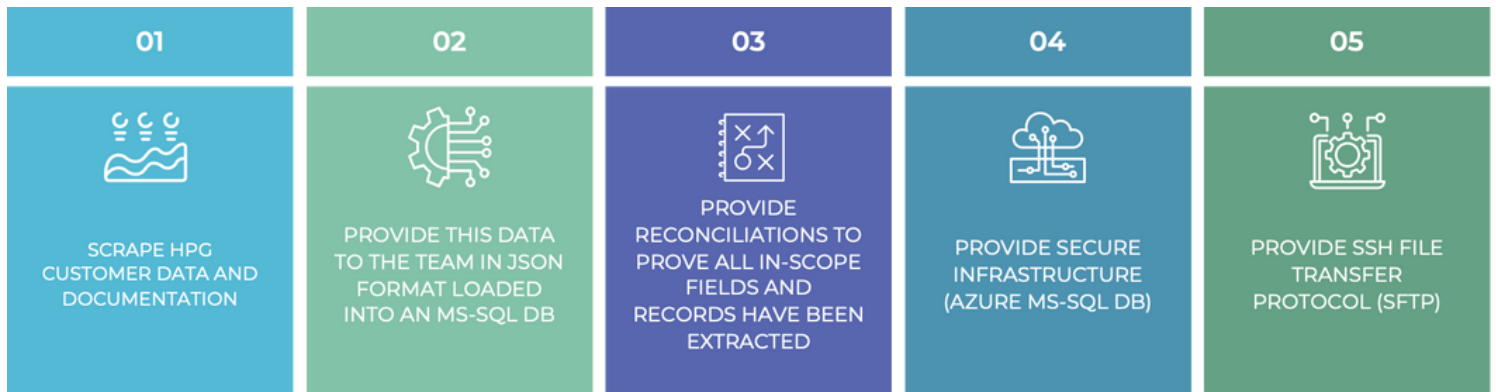 01
SCRAPE HPG
CUSTOMER DATA AND
DOCUMENTATION
02
PROVIDE THIS DATA
TO THE TEAM IN JSON
FORMAT LOADED
INTO AN MS-SQL DB
03
PROVIDE
RECONCILIATIONS TO
PROVE ALL IN-SCOPE
FIELDS AND
RECORDS HAVE BEEN
EXTRACTED
04
PROVIDE SECURE
INFRASTRUCTURE
(AZURE MS-SQL DB)
05
PROVIDE SSH FILE
TRANSFER
PROTOCOL (SFTP)